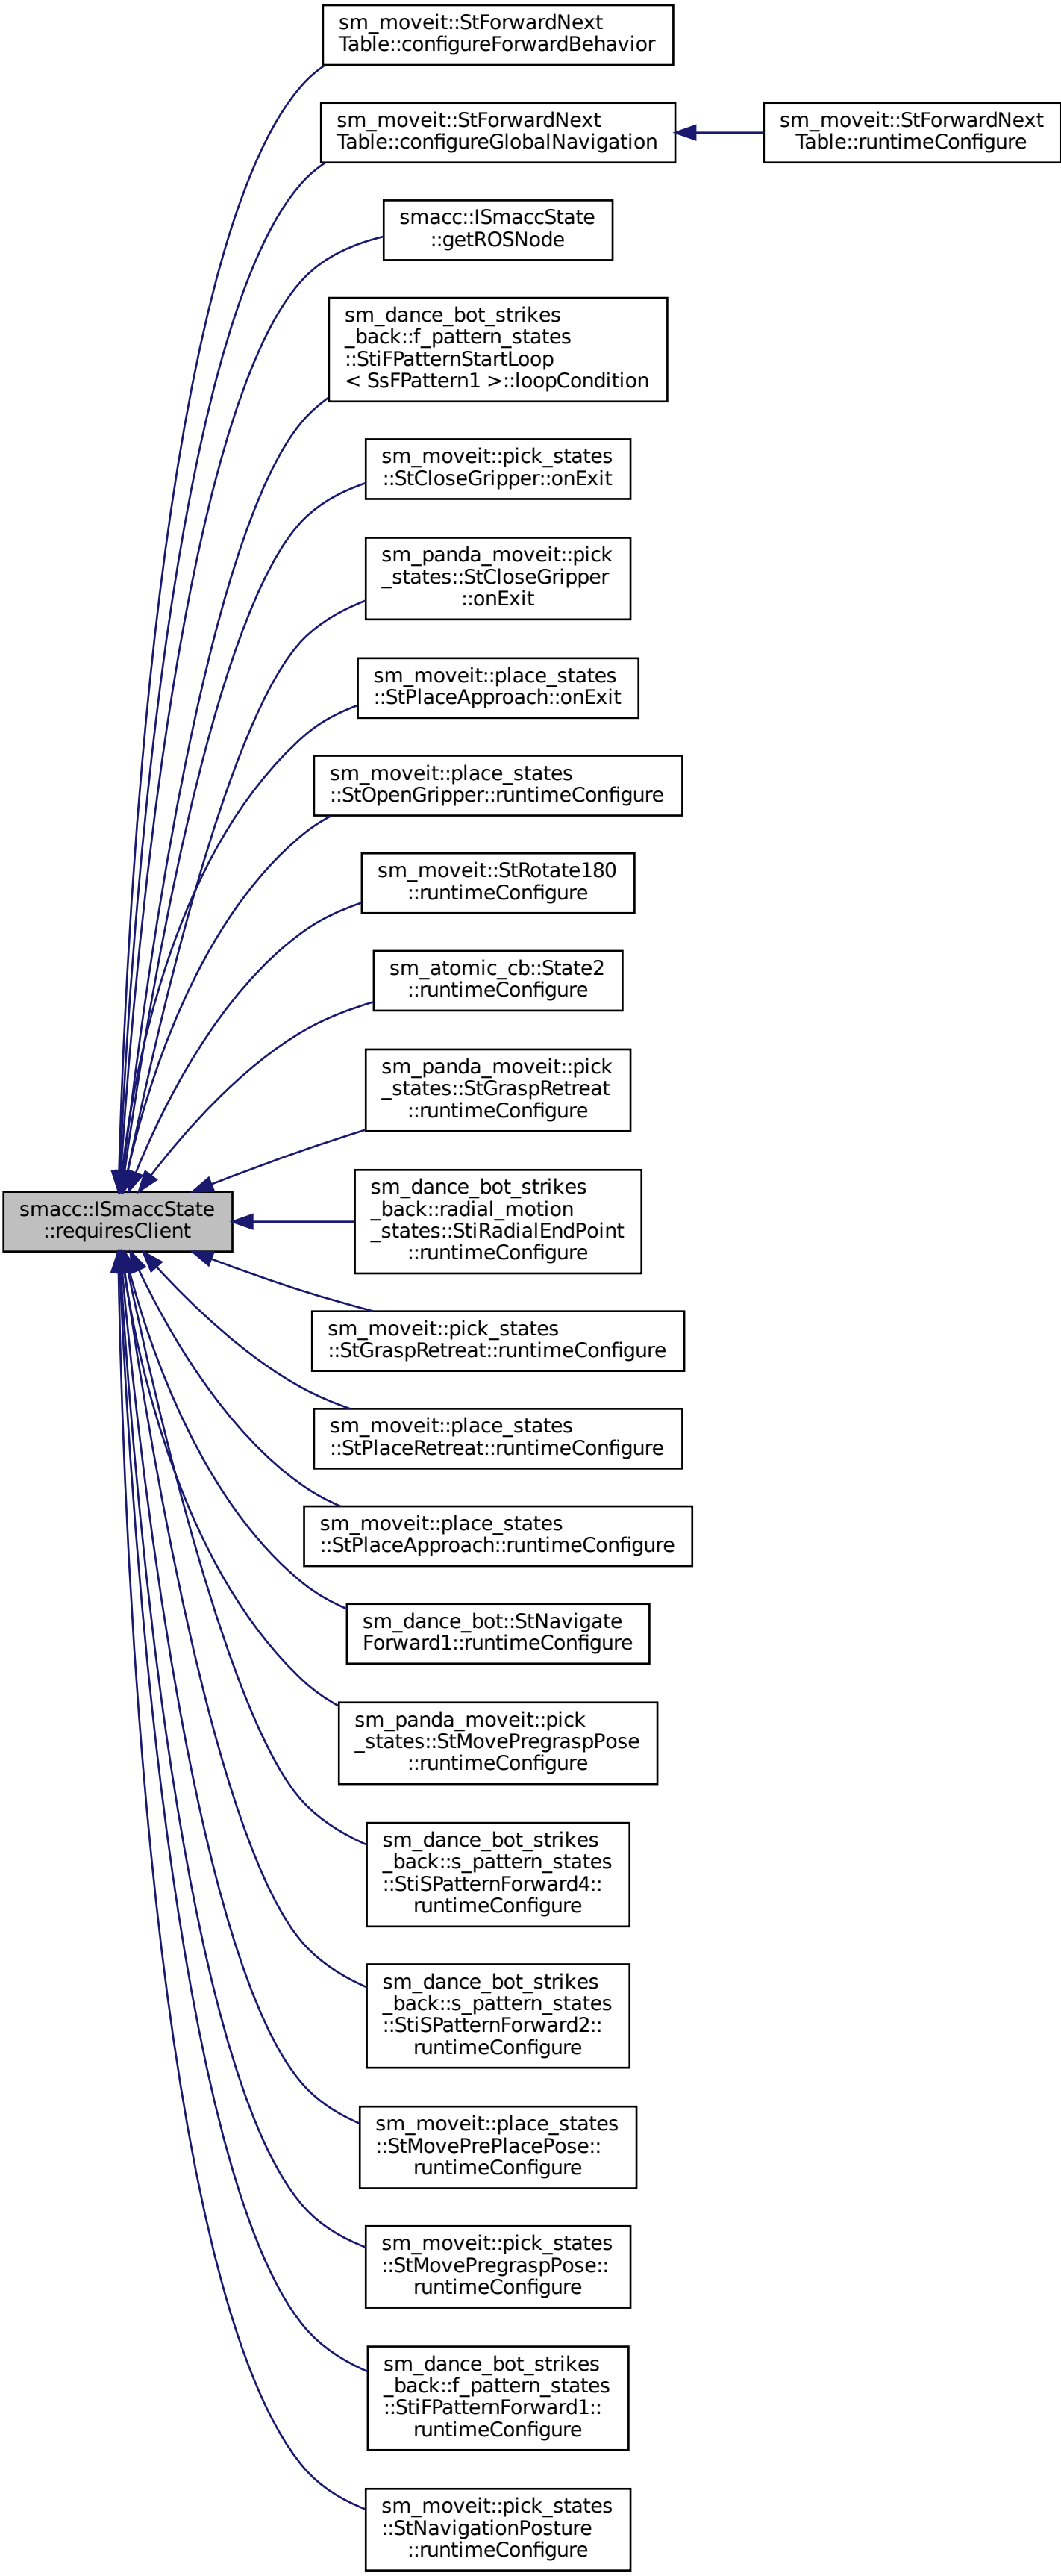 sm_moveit::StForwardNext
Table::configureForwardBehavior
sm_moveit::StForwardNext
Table::configureGlobalNavigation
sm_moveit::StForwardNext
Table::runtimeConfigure
smacc::ISmaccState
::getROSNode
sm_dance_bot_strikes
_back::f_pattern_states
::StiFPatternStartLoop
< SsFPattern1 >::loopCondition
sm_moveit::pick_states
::StCloseGripper::onExit
sm_panda_moveit::pick
_states::StCloseGripper
::onExit
sm_moveit::place_states
::StPlaceApproach::onExit
sm_moveit::place_states
::StOpenGripper::runtimeConfigure
sm_moveit::StRotate180
::runtimeConfigure
sm_atomic_cb::State2
::runtimeConfigure
sm_panda_moveit::pick
_states::StGraspRetreat
::runtimeConfigure
smacc::ISmaccState
::requiresClient
sm_dance_bot_strikes
_back::radial_motion
_states::StiRadialEndPoint
::runtimeConfigure
sm_moveit::pick_states
::StGraspRetreat::runtimeConfigure
sm_moveit::place_states
::StPlaceRetreat::runtimeConfigure
sm_moveit::place_states
::StPlaceApproach::runtimeConfigure
sm_dance_bot::StNavigate
Forward1::runtimeConfigure
sm_panda_moveit::pick
_states::StMovePregraspPose
::runtimeConfigure
sm_dance_bot_strikes
_back::s_pattern_states
::StiSPatternForward4::
runtimeConfigure
sm_dance_bot_strikes
_back::s_pattern_states
::StiSPatternForward2::
runtimeConfigure
sm_moveit::place_states
::StMovePrePlacePose::
runtimeConfigure
sm_moveit::pick_states
::StMovePregraspPose::
runtimeConfigure
sm_dance_bot_strikes
_back::f_pattern_states
::StiFPatternForward1::
runtimeConfigure
sm_moveit::pick_states
::StNavigationPosture
::runtimeConfigure